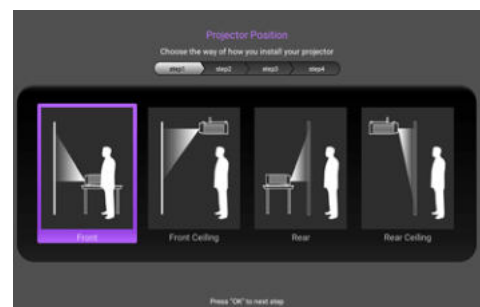 Projector Position
Choose the way of how you install your projector
step1 step2 step3 step4
Front Front Ceiling Rear Rear Ceiling
Press "OK" to next step